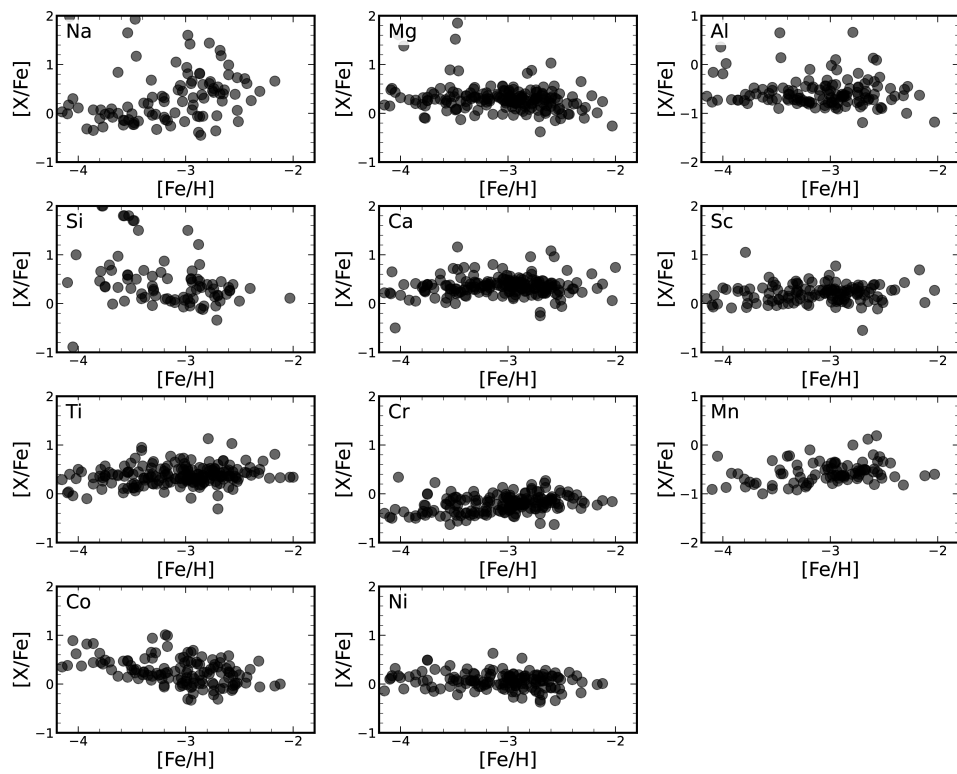 Na
[X/Fe]
2
1
0
−1
−4 −3 −2
[Fe/H]
Mg
[X/Fe]
2
1
0
−1
−4 −3 −2
[Fe/H]
Al
[X/Fe]
1
0
−1
−2
−4 −3 −2
[Fe/H]
Si
[X/Fe]
2
1
0
−1
−4 −3 −2
[Fe/H]
Ca
[X/Fe]
2
1
0
−1
−4 −3 −2
[Fe/H]
Sc
[X/Fe]
2
1
0
−1
−4 −3 −2
[Fe/H]
Ti
[X/Fe]
2
1
0
−1
−4 −3 −2
[Fe/H]
Cr
[X/Fe]
2
1
0
−1
−4 −3 −2
[Fe/H]
Mn
[X/Fe]
1
0
−1
−2
−4 −3 −2
[Fe/H]
Co
[X/Fe]
2
1
0
−1
−4 −3 −2
[Fe/H]
Ni
[X/Fe]
2
1
0
−1
−4 −3 −2
[Fe/H]